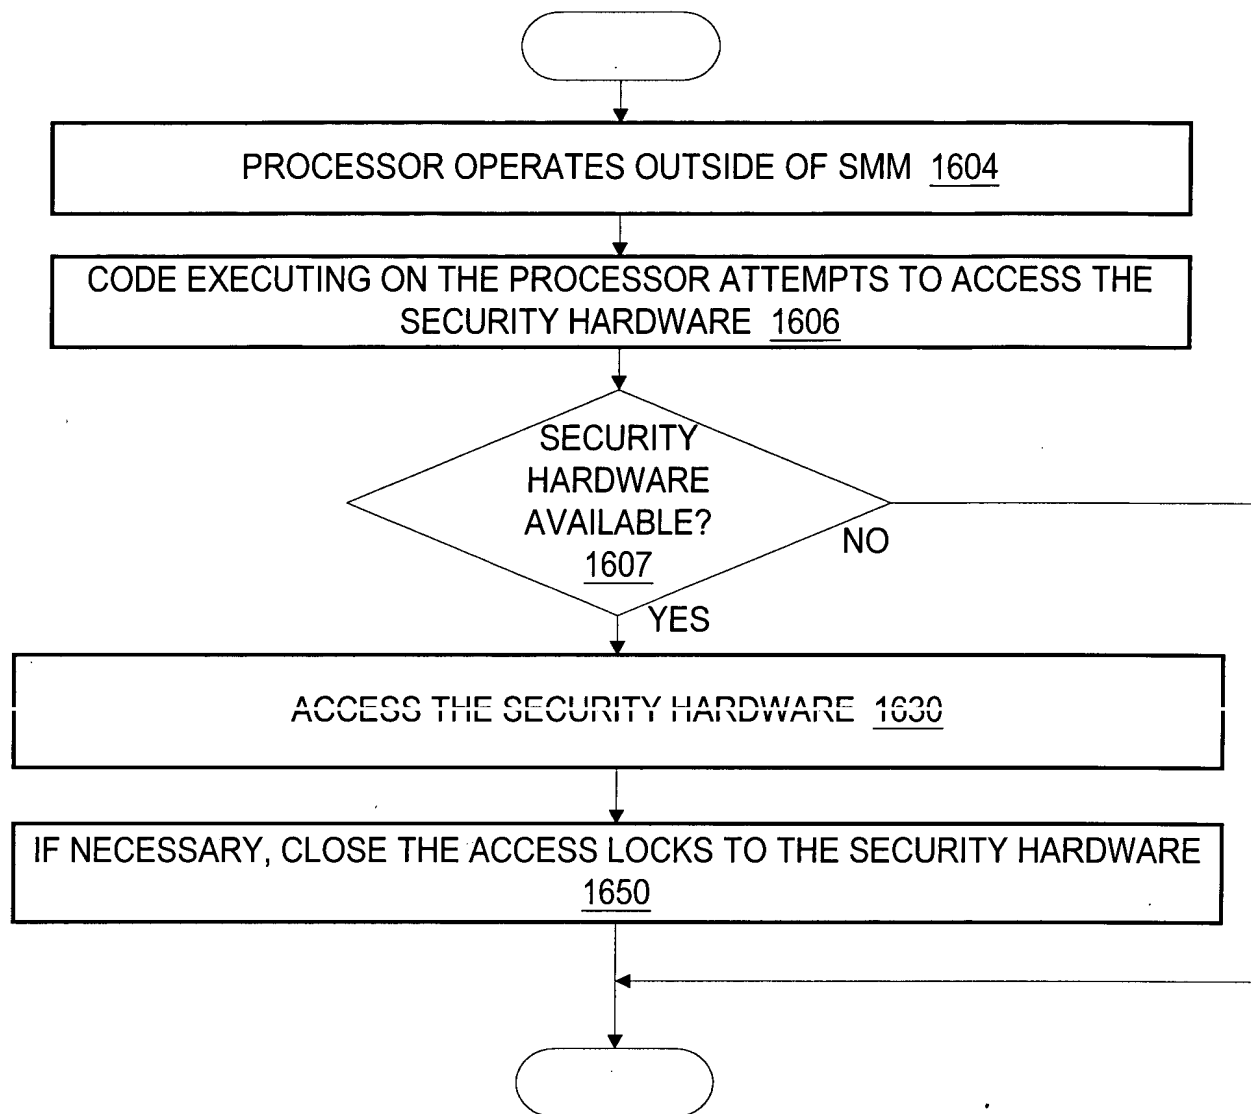 PROCESSOR OPERATES OUTSIDE OF SMM 1604
CODE EXECUTING ON THE PROCESSOR ATTEMPTS TO ACCESS THE
SECURITY HARDWARE 1606
SECURITY
HARDWARE
AVAILABLE?
1607
NO
YES
ACCESS THE SECURITY HARDWARE 1630
IF NECESSARY, CLOSE THE ACCESS LOCKS TO THE SECURITY HARDWARE
1650